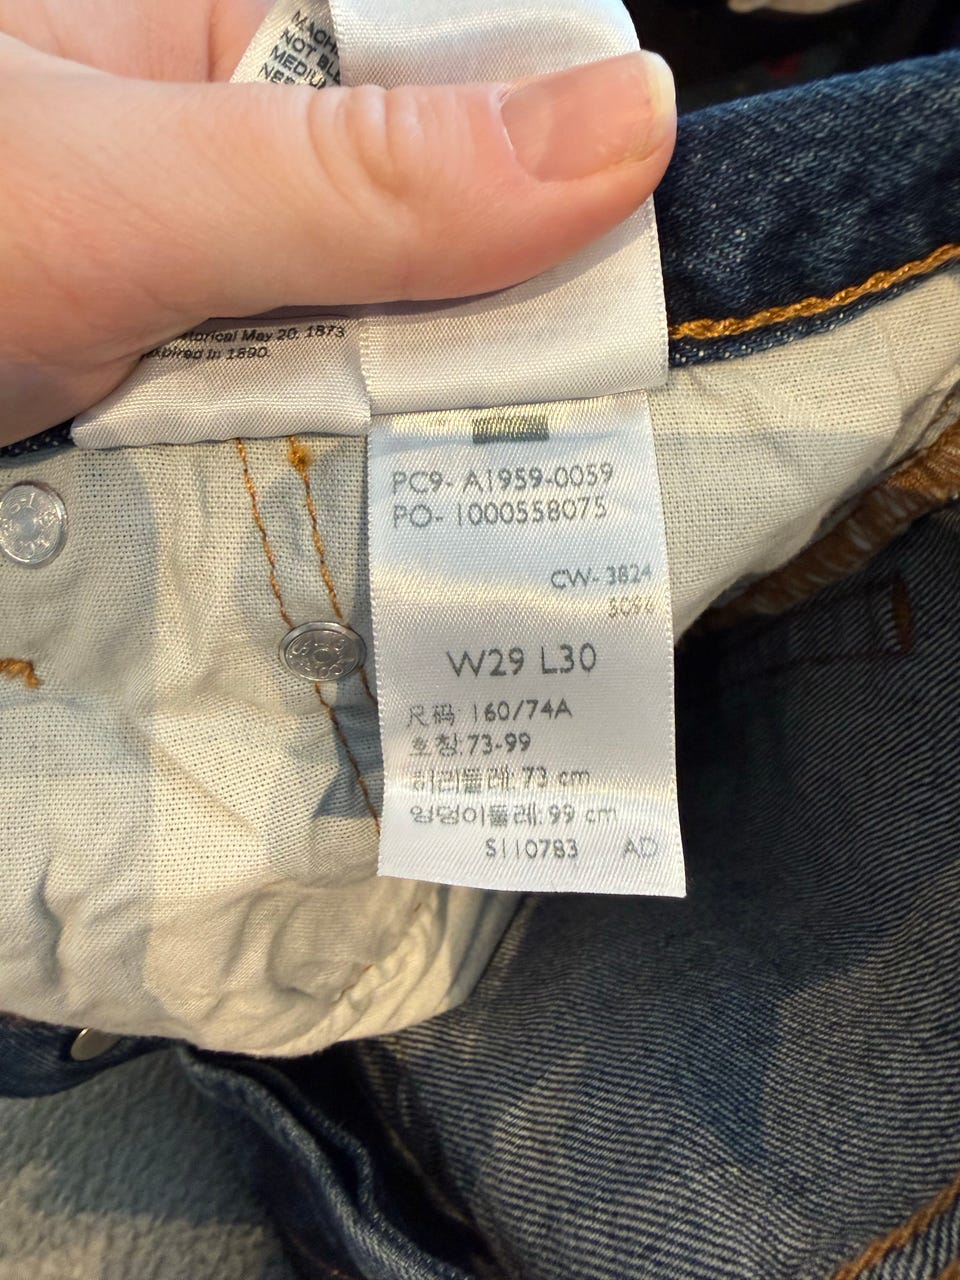 MACH
NOT BL
MEDIU
torical May 20, 1873
expired in 1890.
PC9- A1959-0059
PO- 1000558075
CW- 3824
W29 L30
尺码: 160/74A
호칭: 73-99
허리둘레: 73 cm
엉덩이둘레: 99 cm
S110783 AD